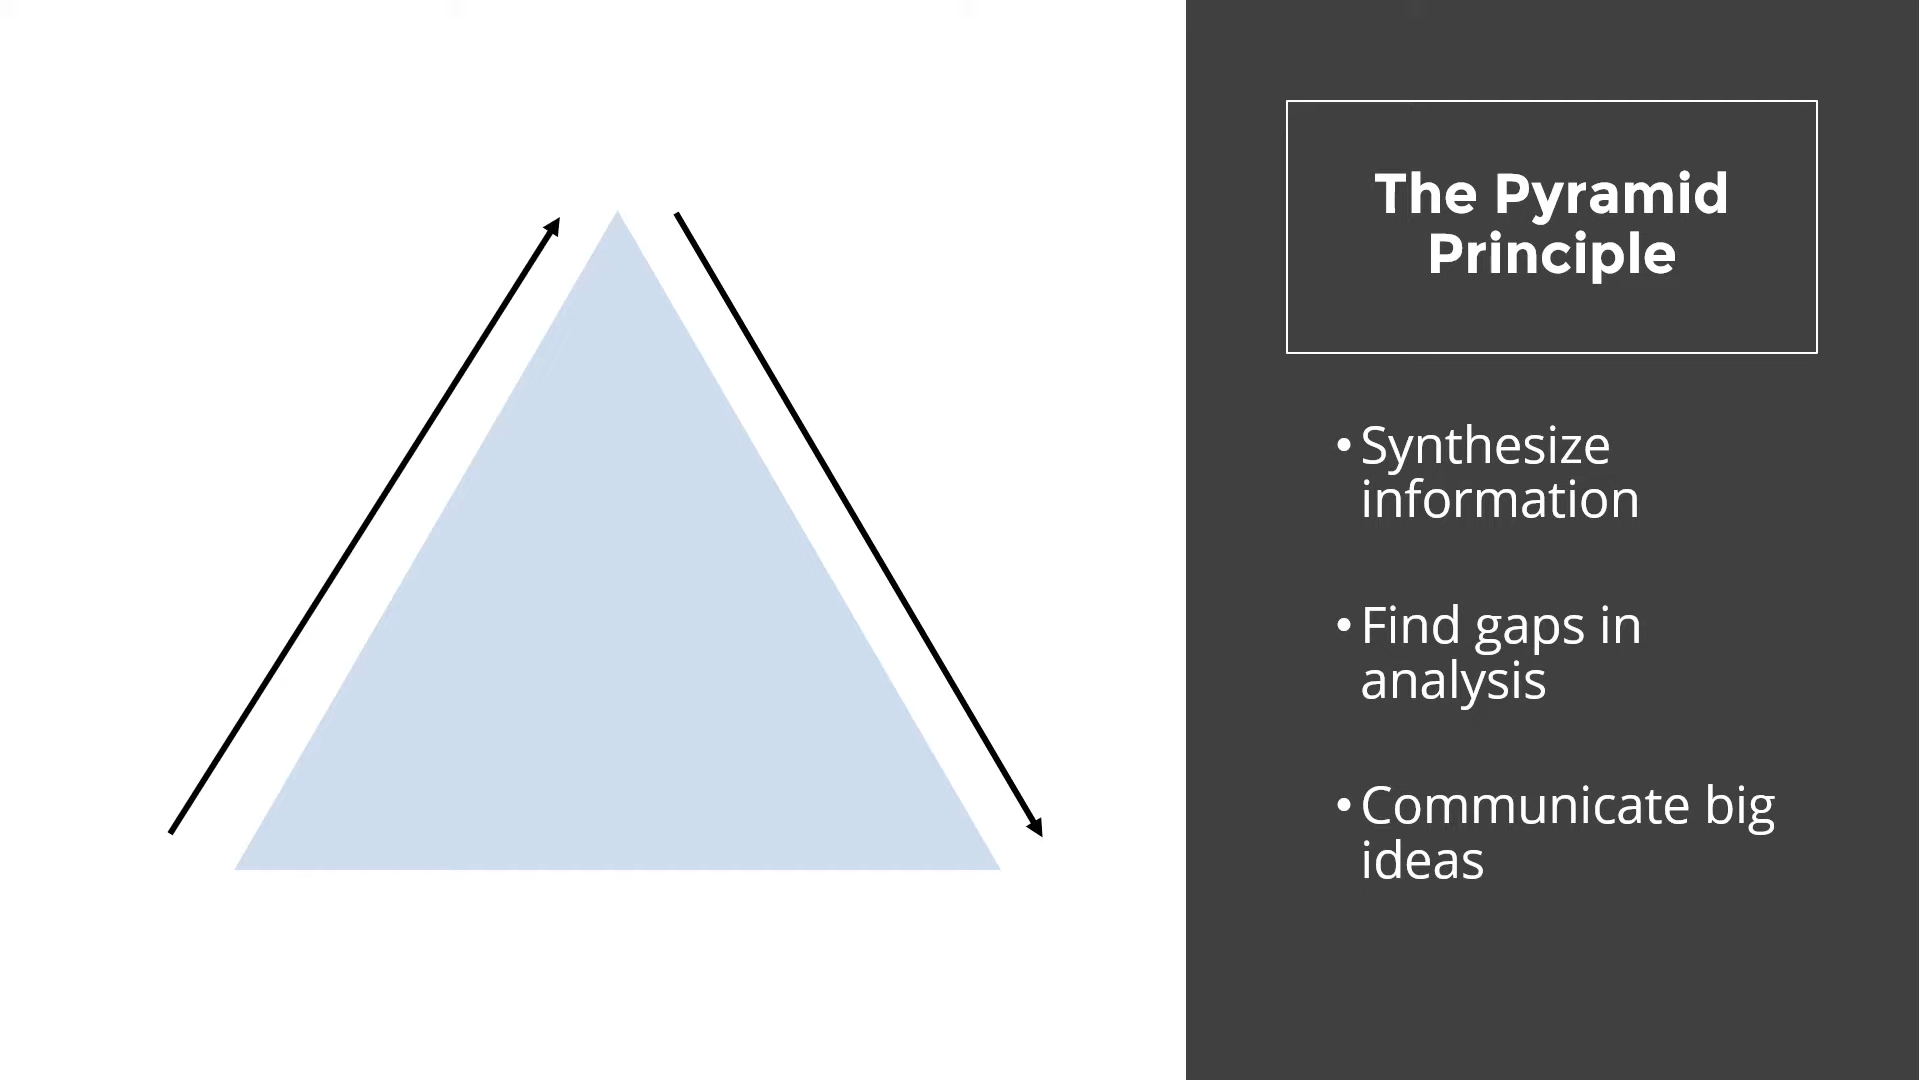 The Pyramid
Principle
• Synthesize
information
• Find gaps in
analysis
• Communicate big
ideas